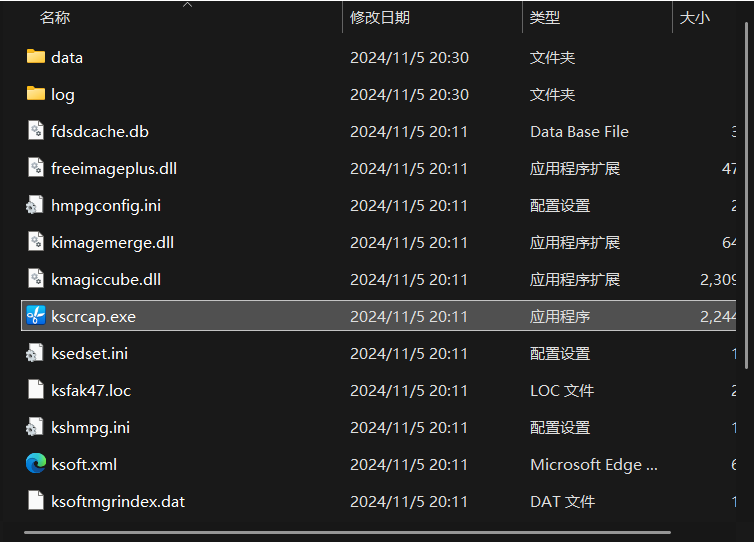 名称 修改日期 类型 大小
data 2024/11/5 20:30 文件夹
log 2024/11/5 20:30 文件夹
fdsdcache.db 2024/11/5 20:11 Data Base File
freeimageplus.dll 2024/11/5 20:11 应用程序扩展 47
hmpgconfig.ini 2024/11/5 20:11 配置设置 2
kimagemerge.dll 2024/11/5 20:11 应用程序扩展 64
kmagiccube.dll 2024/11/5 20:11 应用程序扩展 2,309
kscrcap.exe 2024/11/5 20:11 应用程序 2,244
ksedset.ini 2024/11/5 20:11 配置设置 1
ksfak47.loc 2024/11/5 20:11 LOC 文件 2
kshmpg.ini 2024/11/5 20:11 配置设置 1
ksoft.xml 2024/11/5 20:11 Microsoft Edge ... 6
ksoftmgrindex.dat 2024/11/5 20:11 DAT 文件 1